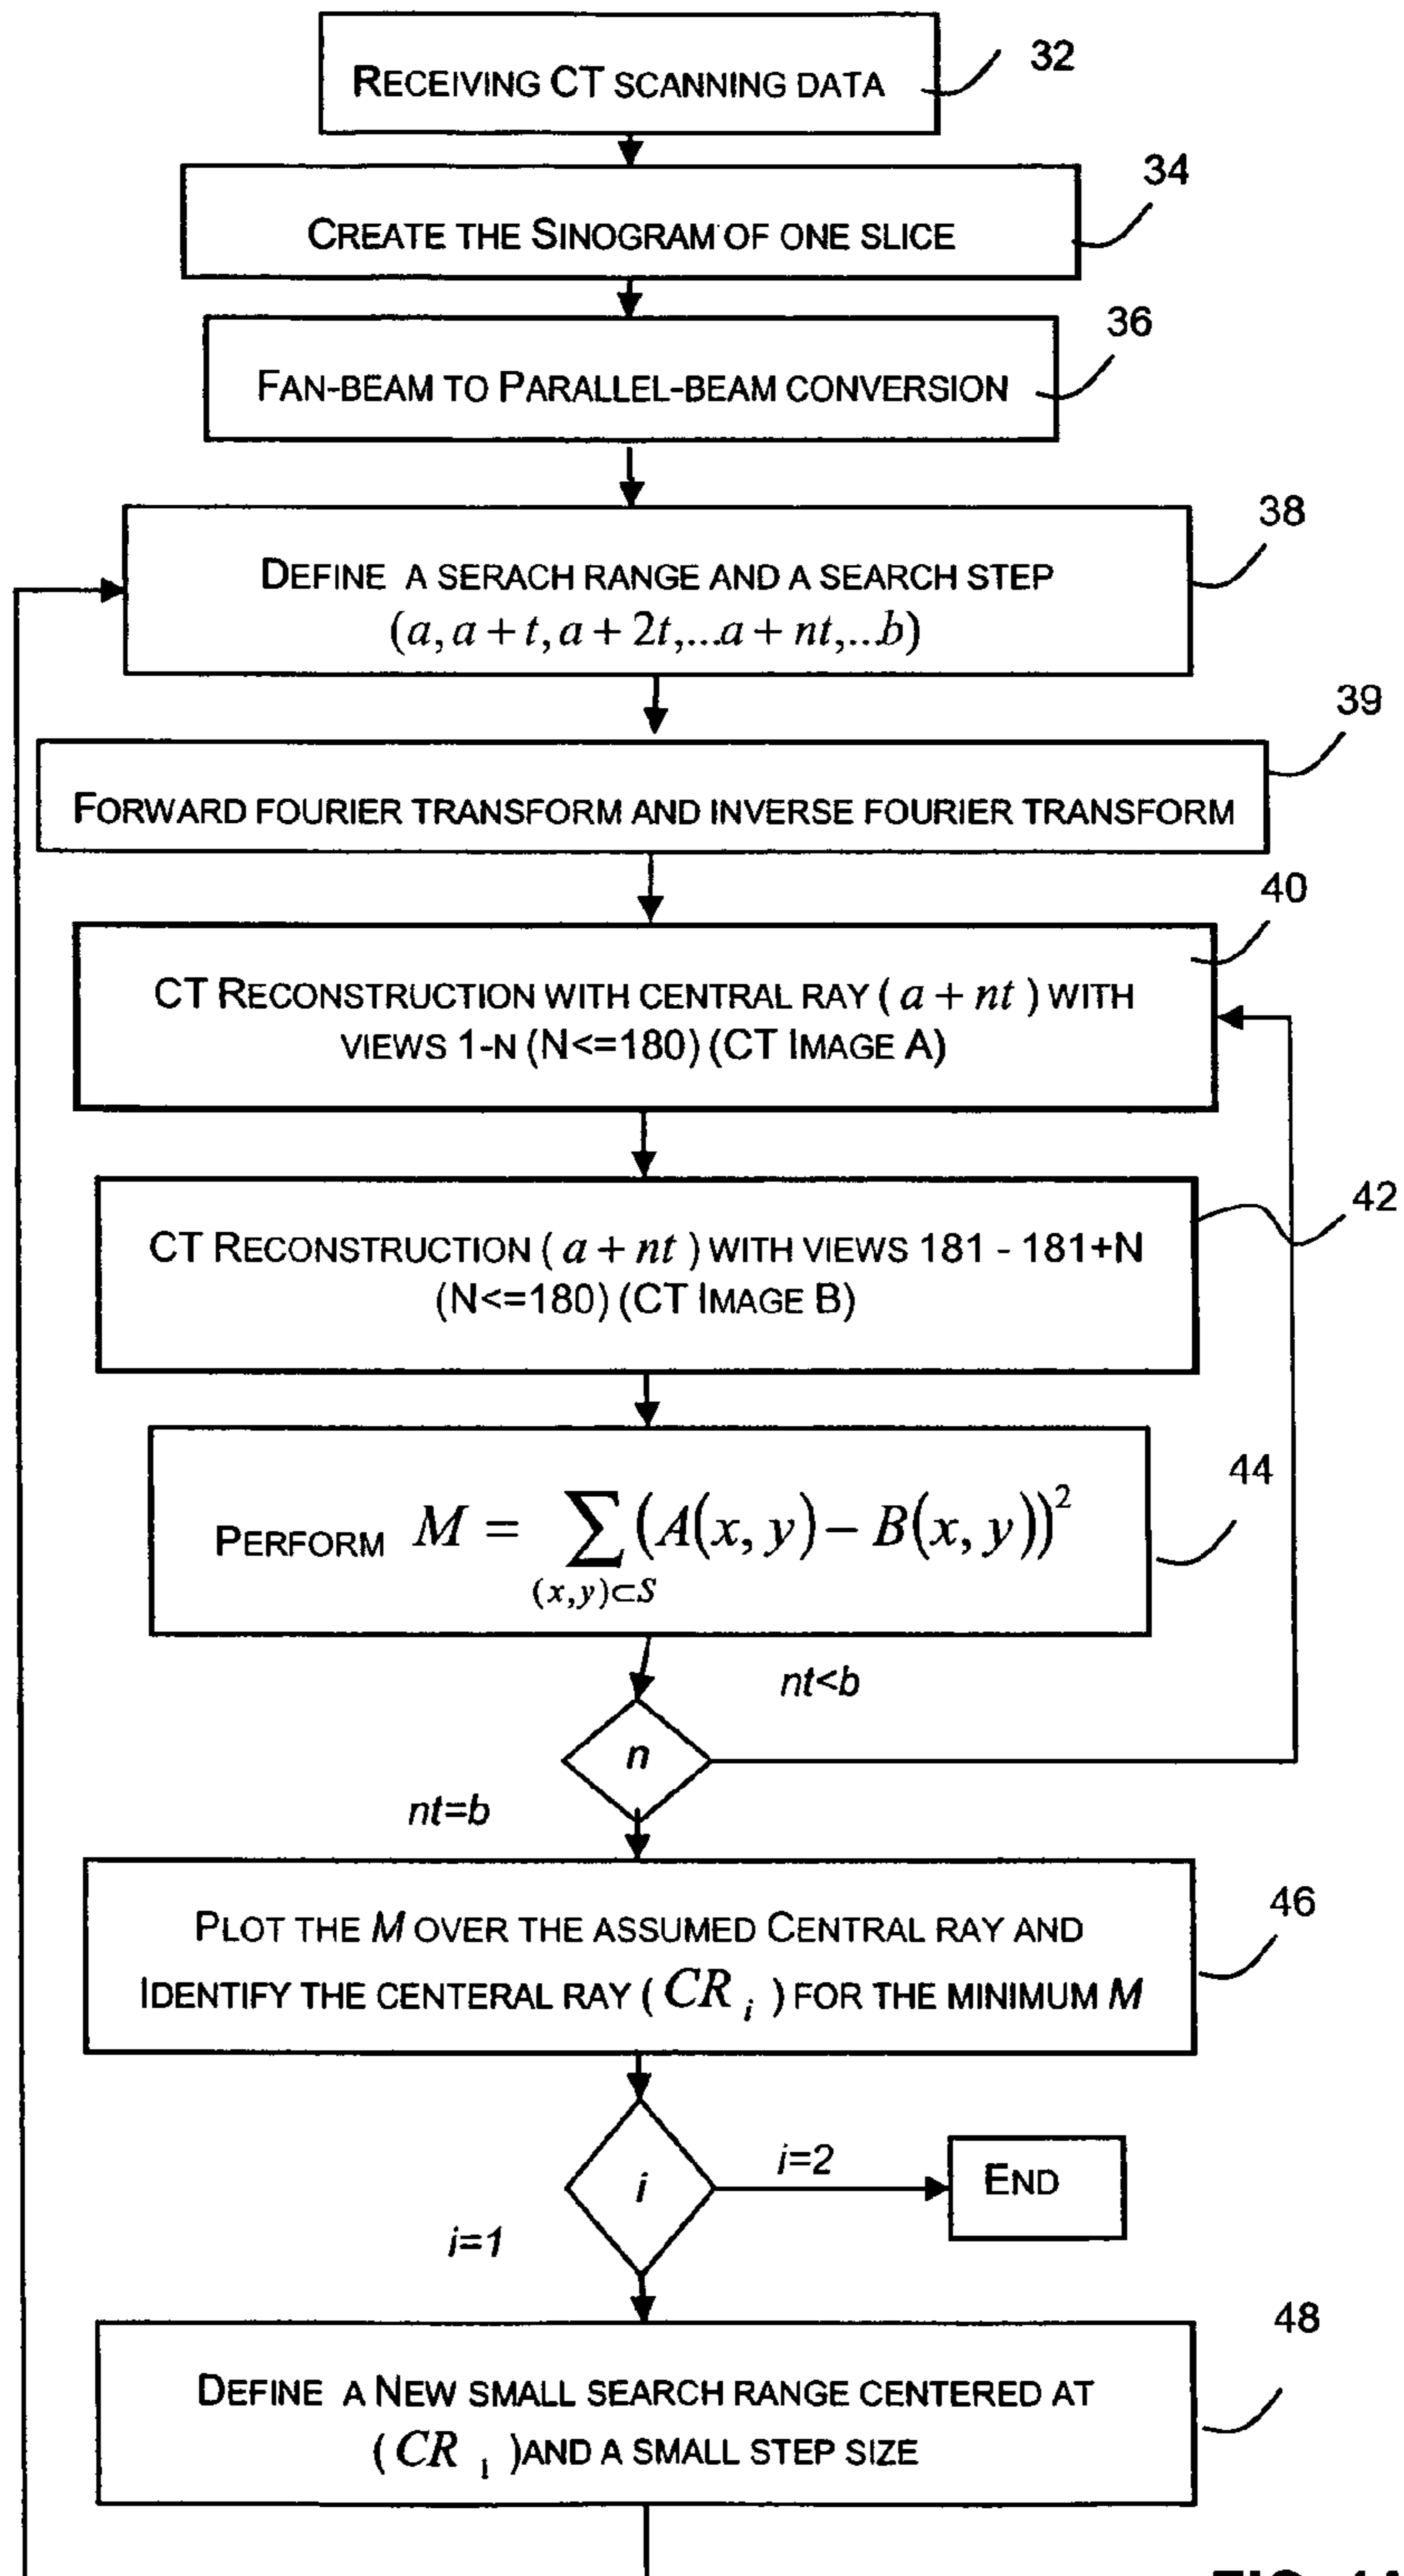 RECEIVING CT SCANNING DATA
32
CREATE THE SINOGRAM OF ONE SLICE
34
FAN-BEAM TO PARALLEL-BEAM CONVERSION
36
DEFINE A SERACH RANGE AND A SEARCH STEP
(a, a + t, a + 2t,...a + nt,...b)
38
FORWARD FOURIER TRANSFORM AND INVERSE FOURIER TRANSFORM
39
CT RECONSTRUCTION WITH CENTRAL RAY ( a + nt ) WITH
VIEWS 1-N (N<=180) (CT IMAGE A)
40
CT RECONSTRUCTION ( a + nt ) WITH VIEWS 181 - 181+N
(N<=180) (CT IMAGE B)
42
PERFORM M = ∑ (A(x, y) − B(x, y))²
(x,y)⊂S
44
nt<b
n
nt=b
PLOT THE M OVER THE ASSUMED CENTRAL RAY AND
IDENTIFY THE CENTERAL RAY ( CR i ) FOR THE MINIMUM M
46
i
i=2
END
i=1
DEFINE A NEW SMALL SEARCH RANGE CENTERED AT
( CR 1 )AND A SMALL STEP SIZE
48